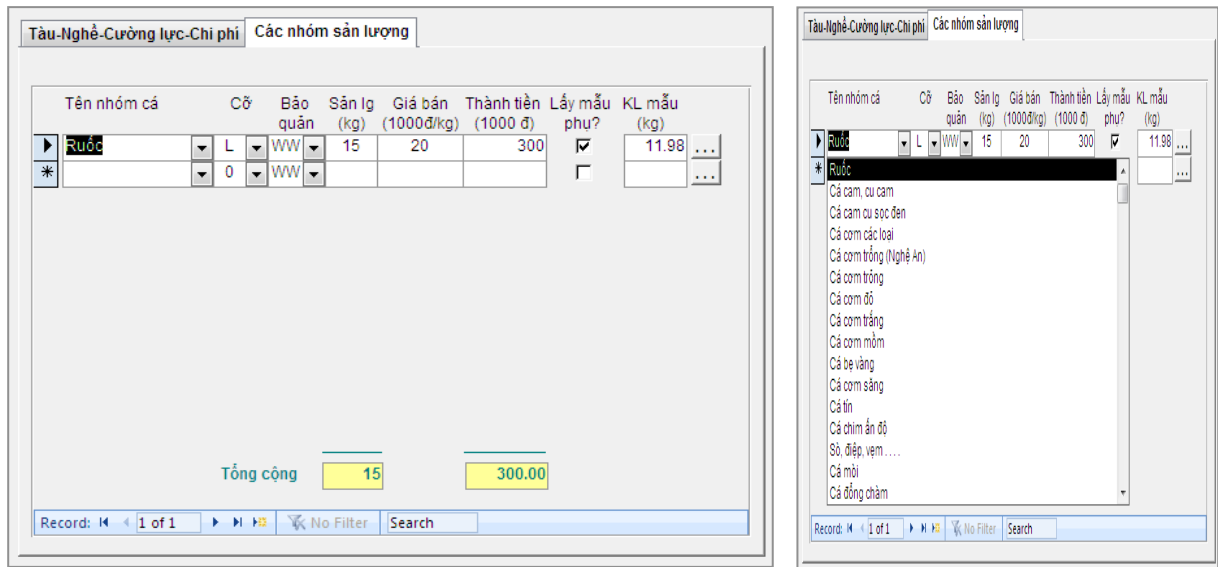 Tàu-Nghề-Cường lực-Chi phí Các nhóm sản lượng
Tên nhóm cá Cỡ Bảo quản Sản lg (kg) Giá bán (1000đ/kg) Thành tiền (1000 đ) Lấy mẫu phụ? KL mẫu (kg)
Ruốc L WW 15 20 300 11.98 ...
* 0 WW ...
Tổng cộng 15 300.00
Record: 1 of 1 No Filter Search
Tàu-Nghề-Cường lực-Chi phí Các nhóm sản lượng
Tên nhóm cá Cỡ Bảo quản Sản lg (kg) Giá bán (1000đ/kg) Thành tiền (1000 đ) Lấy mẫu phụ? KL mẫu (kg)
Ruốc L WW 15 20 300 11.98 ...
* Ruốc ...
Cá cam, cu cam
Cá cam cu sọc đen
Cá cơm các loại
Cá cơm trỗng (Nghệ An)
Cá cơm trỏng
Cá cơm đỏ
Cá cơm trắng
Cá cơm mồm
Cá bẹ vàng
Cá cơm săng
Cá tín
Cá chim ấn độ
Sò, điệp, vẹm . . . .
Cá mòi
Cá đổng chàm
Record: 1 of 1 No Filter Search